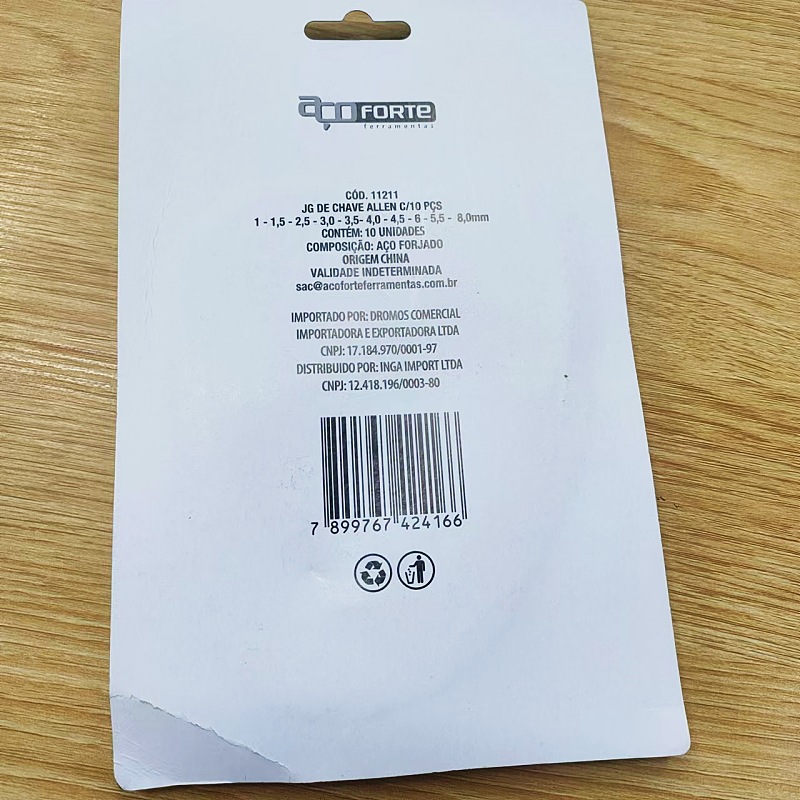 aço FORTE
ferramentas
CÓD. 11211
JG DE CHAVE ALLEN C/10 PÇS
1 - 1,5 - 2,5 - 3,0 - 3,5- 4,0 - 4,5 - 6 - 5,5 - 8,0mm
CONTÉM: 10 UNIDADES
COMPOSIÇÃO: AÇO FORJADO
ORIGEM CHINA
VALIDADE INDETERMINADA
sac@acoforteferramentas.com.br
IMPORTADO POR: DROMOS COMERCIAL
IMPORTADORA E EXPORTADORA LTDA
CNPJ: 17.184.970/0001-97
DISTRIBUIDO POR: INGA IMPORT LTDA
CNPJ: 12.418.196/0003-80
7 899767 424166